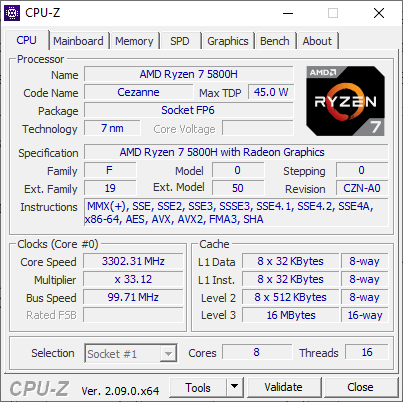 CPU-Z
CPU Mainboard Memory SPD Graphics Bench About
Processor
Name AMD Ryzen 7 5800H
Code Name Cezanne Max TDP 45.0 W
Package Socket FP6
Technology 7 nm Core Voltage
AMD
RYZEN
7
Specification AMD Ryzen 7 5800H with Radeon Graphics
Family F Model 0 Stepping 0
Ext. Family 19 Ext. Model 50 Revision CZN-A0
Instructions MMX(+), SSE, SSE2, SSE3, SSSE3, SSE4.1, SSE4.2, SSE4A,
x86-64, AES, AVX, AVX2, FMA3, SHA
Clocks (Core #0)
Core Speed 3302.31 MHz
Multiplier x 33.12
Bus Speed 99.71 MHz
Rated FSB
Cache
L1 Data 8 x 32 KBytes 8-way
L1 Inst. 8 x 32 KBytes 8-way
Level 2 8 x 512 KBytes 8-way
Level 3 16 MBytes 16-way
Selection Socket #1 Cores 8 Threads 16
CPU-Z Ver. 2.09.0.x64 Tools Validate Close